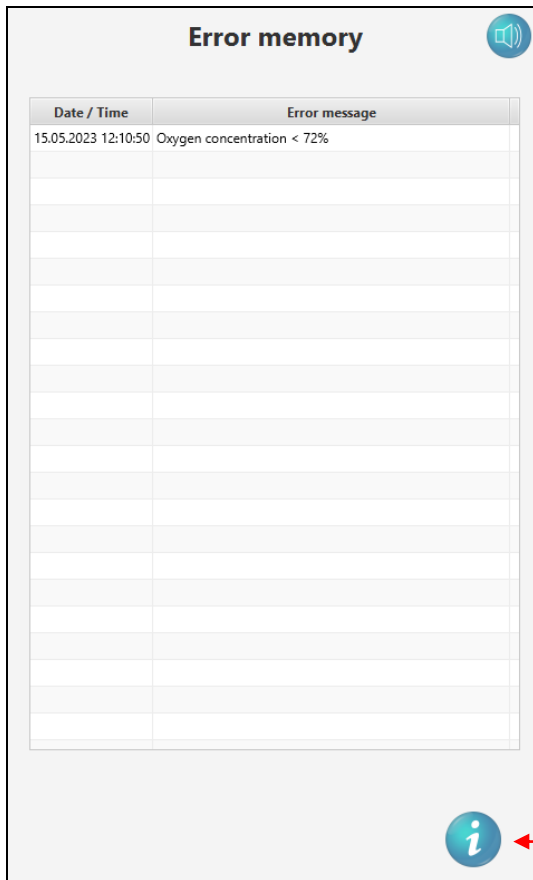 Error memory
Date / Time Error message
15.05.2023 12:10:50 Oxygen concentration < 72%
i